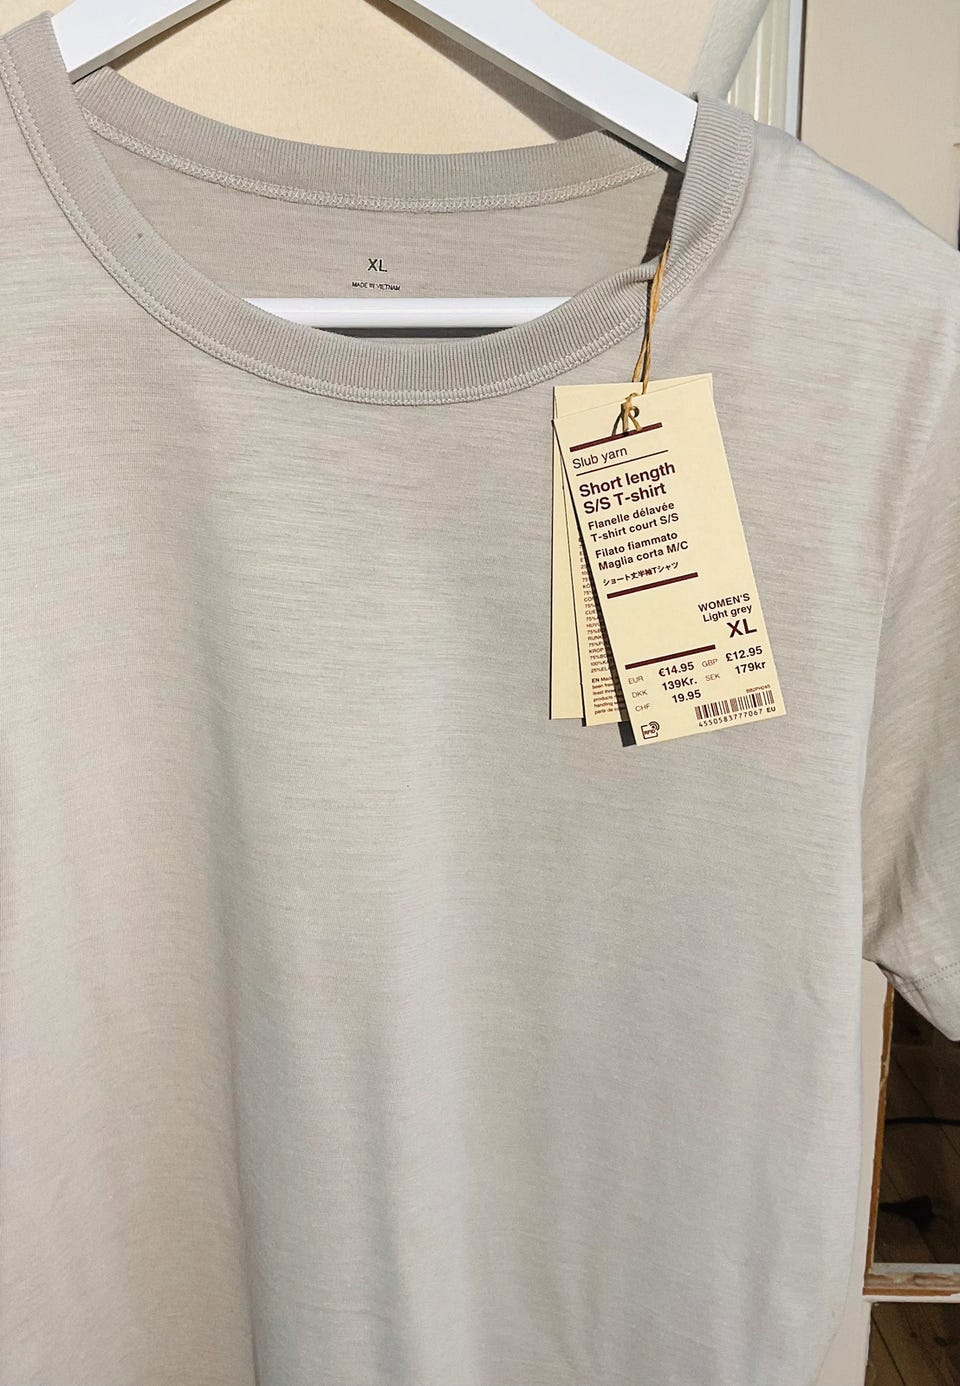 XL
MADE IN VIETNAM
Slub yarn
Short length
S/S T-shirt
Flanelle délavée
T-shirt court S/S
Filato fiammato
Maglia corta M/C
ショート丈半袖Tシャツ
WOMEN'S
Light grey
XL
EUR €14.95 GBP £12.95
DKK 139Kr. SEK 179kr
CHF 19.95
4550583777067 EU
RFID